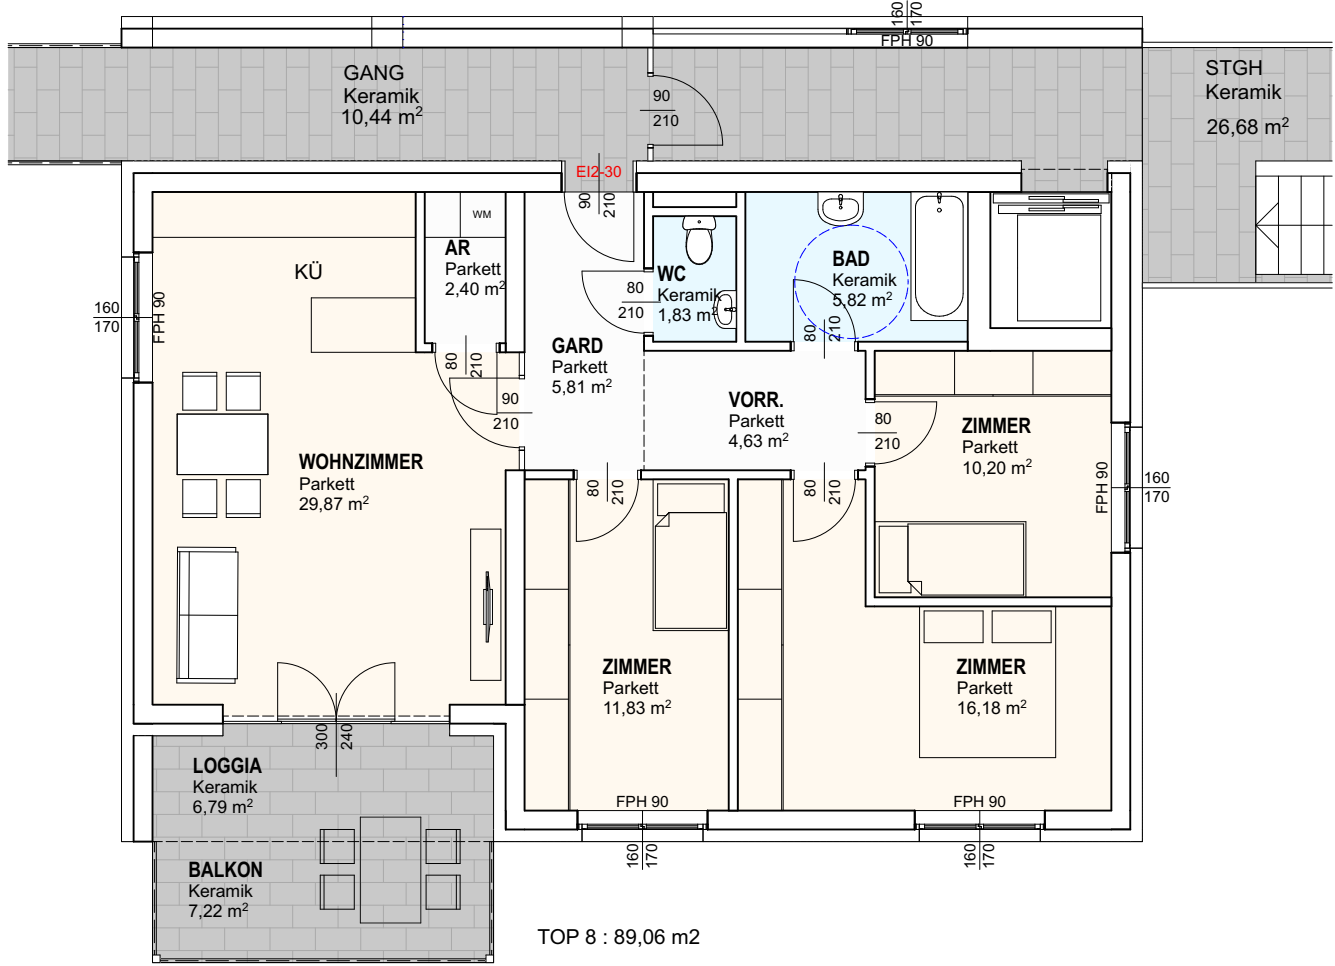 160
170
FPH 90
GANG
Keramik
10,44 m²
90
210
STGH
Keramik
26,68 m²
EI2-30
90
210
WM
AR
Parkett
2,40 m²
KÜ
WC
Keramik
1,83 m²
80
210
BAD
Keramik
5,82 m²
80
210
160
170
FPH 90
GARD
Parkett
5,81 m²
80
210
90
210
VORR.
Parkett
4,63 m²
80
210
ZIMMER
Parkett
10,20 m²
WOHNZIMMER
Parkett
29,87 m²
80
210
80
210
FPH 90
160
170
ZIMMER
Parkett
11,83 m²
ZIMMER
Parkett
16,18 m²
300
240
LOGGIA
Keramik
6,79 m²
FPH 90
FPH 90
160
170
160
170
BALKON
Keramik
7,22 m²
TOP 8 : 89,06 m2